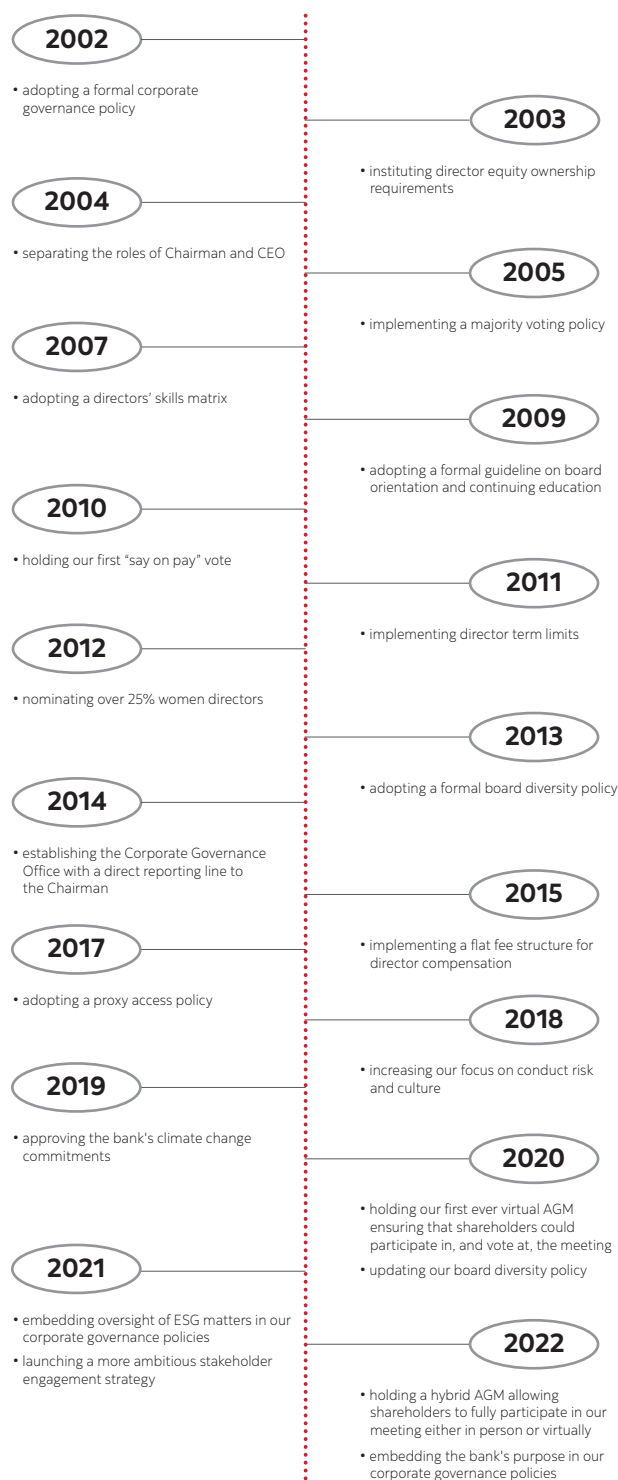 2002
• adopting a formal corporate
governance policy
2003
• instituting director equity ownership
requirements
2004
• separating the roles of Chairman and CEO
2005
• implementing a majority voting policy
2007
• adopting a directors' skills matrix
2009
• adopting a formal guideline on board
orientation and continuing education
2010
• holding our first “say on pay” vote
2011
• implementing director term limits
2012
• nominating over 25% women directors
2013
• adopting a formal board diversity policy
2014
• establishing the Corporate Governance
Office with a direct reporting line to
the Chairman
2015
• implementing a flat fee structure for
director compensation
2017
• adopting a proxy access policy
2018
• increasing our focus on conduct risk
and culture
2019
• approving the bank's climate change
commitments
2020
• holding our first ever virtual AGM
ensuring that shareholders could
participate in, and vote at, the meeting
• updating our board diversity policy
2021
• embedding oversight of ESG matters in our
corporate governance policies
• launching a more ambitious stakeholder
engagement strategy
2022
• holding a hybrid AGM allowing
shareholders to fully participate in our
meeting either in person or virtually
• embedding the bank's purpose in our
corporate governance policies